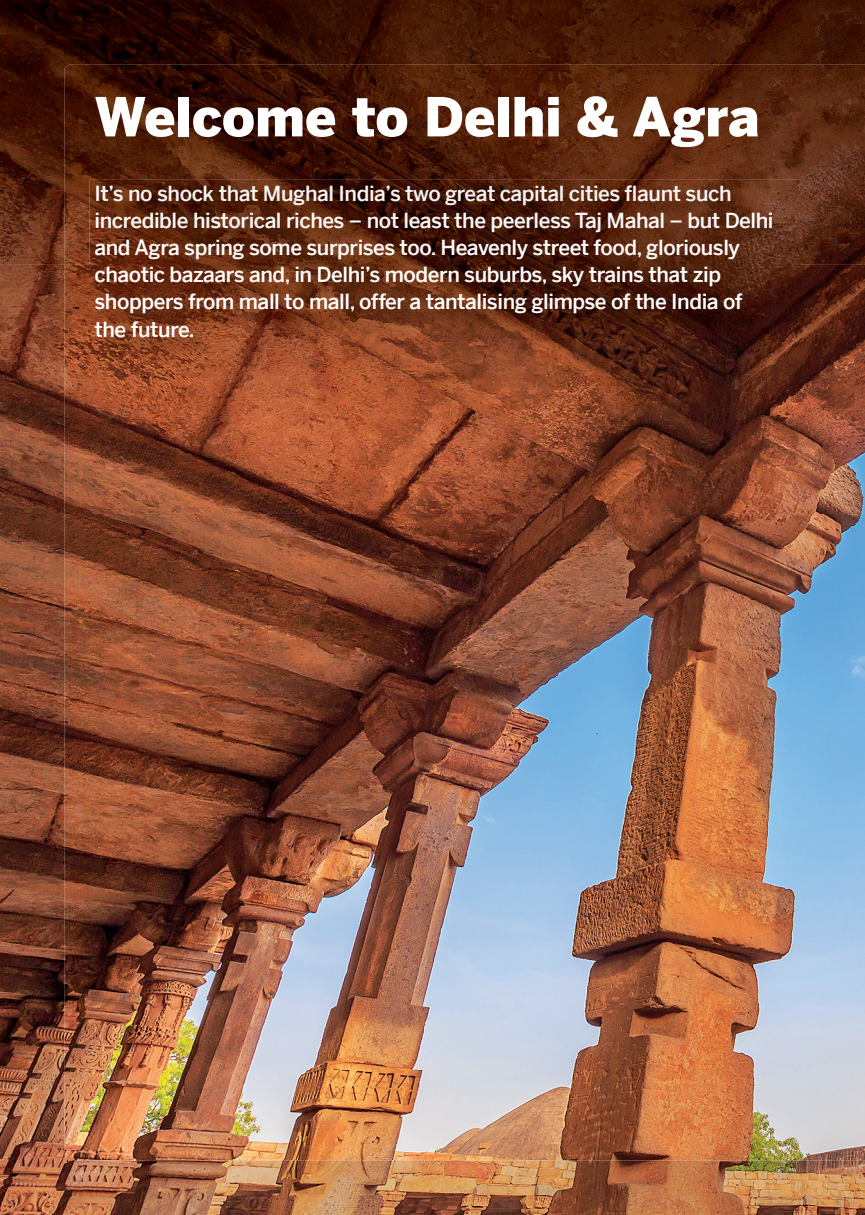 Welcome to Delhi & Agra
It's no shock that Mughal India's two great capital cities flaunt such
incredible historical riches – not least the peerless Taj Mahal – but Delhi
and Agra spring some surprises too. Heavenly street food, gloriously
chaotic bazaars and, in Delhi's modern suburbs, sky trains that zip
shoppers from mall to mall, offer a tantalising glimpse of the India of
the future.